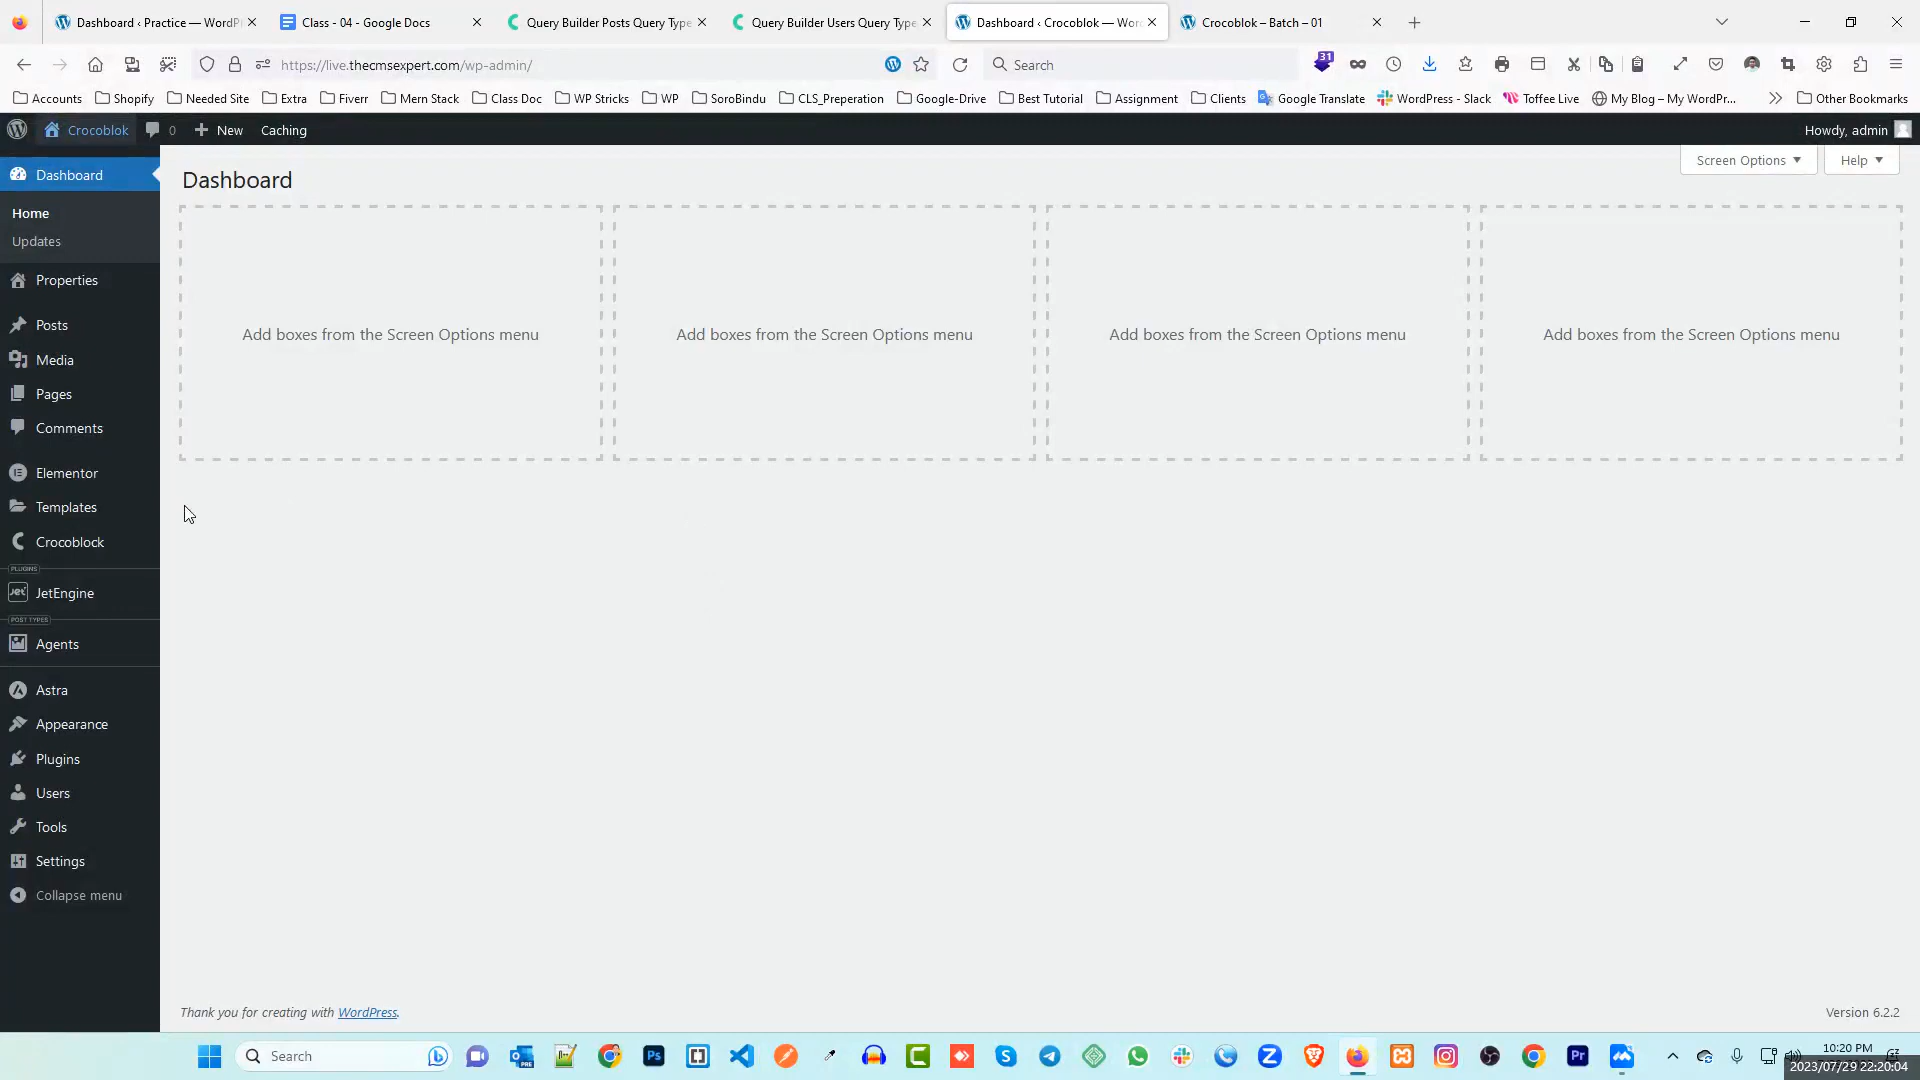 Dashboard ‹ Practice — WordP
Class - 04 - Google Docs
Query Builder Posts Query Type
Query Builder Users Query Type
Dashboard ‹ Crocoblok — Wor
Crocoblok – Batch – 01
https://live.thecmsexpert.com/wp-admin/
Search
31
Accounts
Shopify
Needed Site
Extra
Fiverr
Mern Stack
Class Doc
WP Stricks
WP
SoroBindu
CLS_Preperation
Google-Drive
Best Tutorial
Assignment
Clients
Google Translate
WordPress - Slack
Toffee Live
My Blog – My WordPr...
Other Bookmarks
Crocoblok
0
New
Caching
Howdy, admin
Dashboard
Home
Updates
Properties
Posts
Media
Pages
Comments
Elementor
Templates
Crocoblock
PLUGINS
JetEngine
POST TYPES
Agents
Astra
Appearance
Plugins
Users
Tools
Settings
Collapse menu
Screen Options
Help
Dashboard
Add boxes from the Screen Options menu
Add boxes from the Screen Options menu
Add boxes from the Screen Options menu
Add boxes from the Screen Options menu
Thank you for creating with WordPress.
Version 6.2.2
Search
10:20 PM
2023/07/29 22:20:04